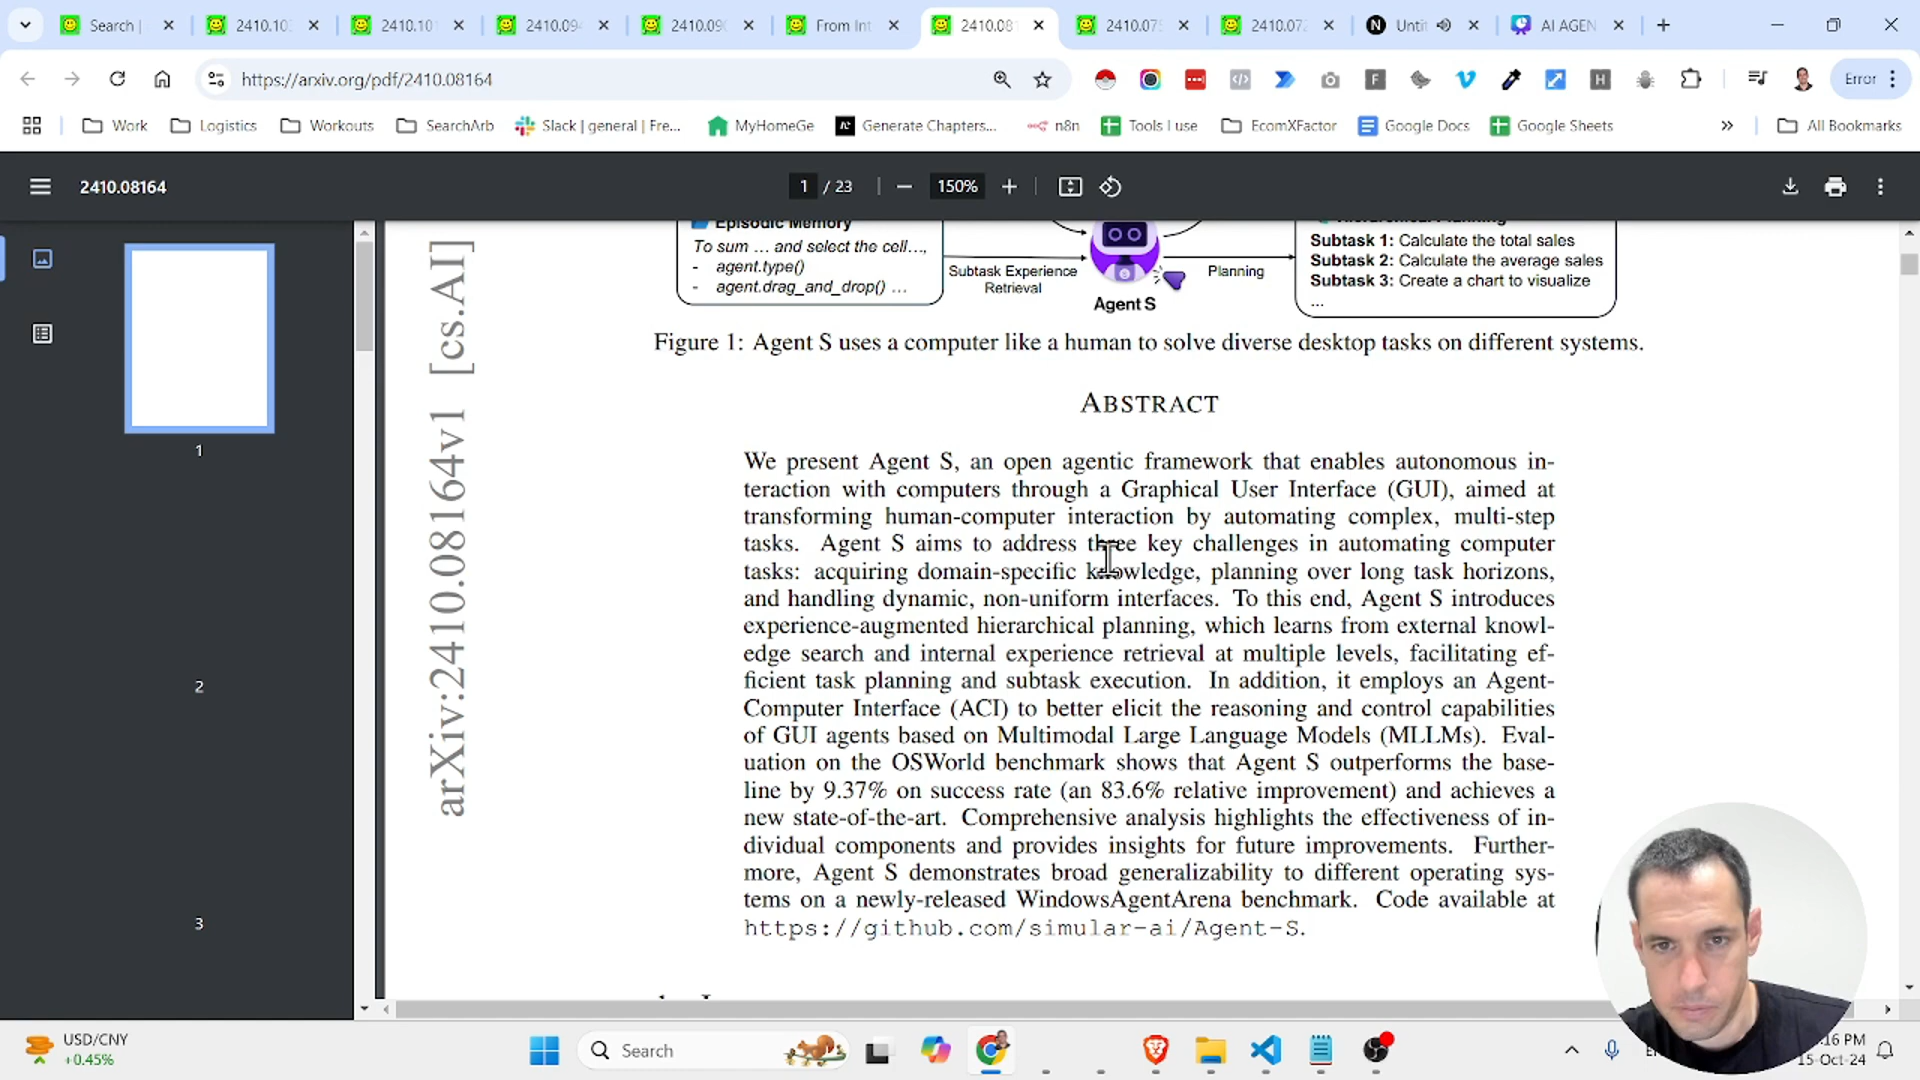 Search |
2410.10
2410.101
2410.094
2410.090
From Int
2410.081
2410.075
2410.072
Unti
AI AGEN
https://arxiv.org/pdf/2410.08164
Error
Work
Logistics
Workouts
SearchArb
Slack | general | Fre...
MyHomeGe
Generate Chapters...
n8n
Tools I use
EcomXFactor
Google Docs
Google Sheets
All Bookmarks
2410.08164
1 / 23
150%
1
2
3
arXiv:2410.08164v1 [cs.AI]
Episodic Memory
To sum … and select the cell…,
- agent.type()
- agent.drag_and_drop() …
Subtask Experience
Retrieval
Agent S
Planning
Hierarchical Planning
Subtask 1: Calculate the total sales
Subtask 2: Calculate the average sales
Subtask 3: Create a chart to visualize
...
Figure 1: Agent S uses a computer like a human to solve diverse desktop tasks on different systems.
ABSTRACT
We present Agent S, an open agentic framework that enables autonomous in-
teraction with computers through a Graphical User Interface (GUI), aimed at
transforming human-computer interaction by automating complex, multi-step
tasks. Agent S aims to address three key challenges in automating computer
tasks: acquiring domain-specific knowledge, planning over long task horizons,
and handling dynamic, non-uniform interfaces. To this end, Agent S introduces
experience-augmented hierarchical planning, which learns from external knowl-
edge search and internal experience retrieval at multiple levels, facilitating ef-
ficient task planning and subtask execution. In addition, it employs an Agent-
Computer Interface (ACI) to better elicit the reasoning and control capabilities
of GUI agents based on Multimodal Large Language Models (MLLMs). Eval-
uation on the OSWorld benchmark shows that Agent S outperforms the base-
line by 9.37% on success rate (an 83.6% relative improvement) and achieves a
new state-of-the-art. Comprehensive analysis highlights the effectiveness of in-
dividual components and provides insights for future improvements. Further-
more, Agent S demonstrates broad generalizability to different operating sys-
tems on a newly-released WindowsAgentArena benchmark. Code available at
https://github.com/simular-ai/Agent-S.
USD/CNY
+0.45%
Search
:16 PM
15-Oct-24